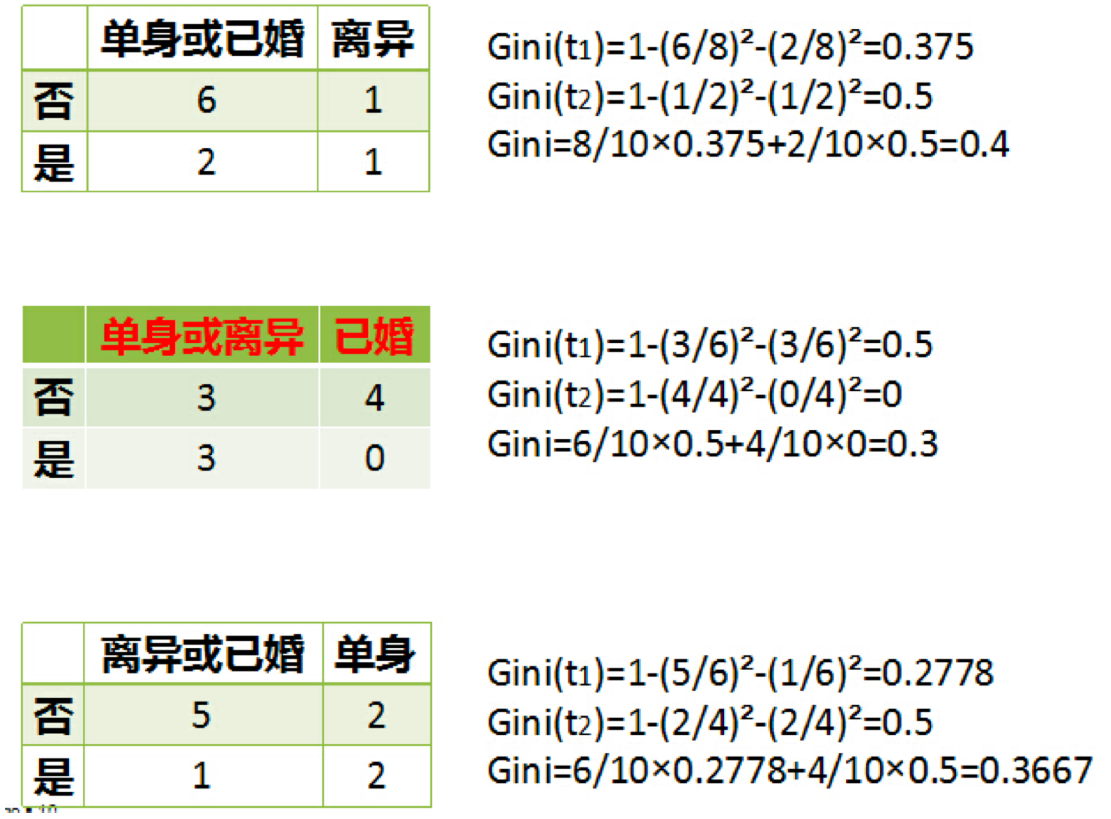 单身或已婚 离异
否 6 1
是 2 1
Gini(t1)=1-(6/8)²-(2/8)²=0.375
Gini(t2)=1-(1/2)²-(1/2)²=0.5
Gini=8/10×0.375+2/10×0.5=0.4
单身或离异 已婚
否 3 4
是 3 0
Gini(t1)=1-(3/6)²-(3/6)²=0.5
Gini(t2)=1-(4/4)²-(0/4)²=0
Gini=6/10×0.5+4/10×0=0.3
离异或已婚 单身
否 5 2
是 1 2
Gini(t1)=1-(5/6)²-(1/6)²=0.2778
Gini(t2)=1-(2/4)²-(2/4)²=0.5
Gini=6/10×0.2778+4/10×0.5=0.3667